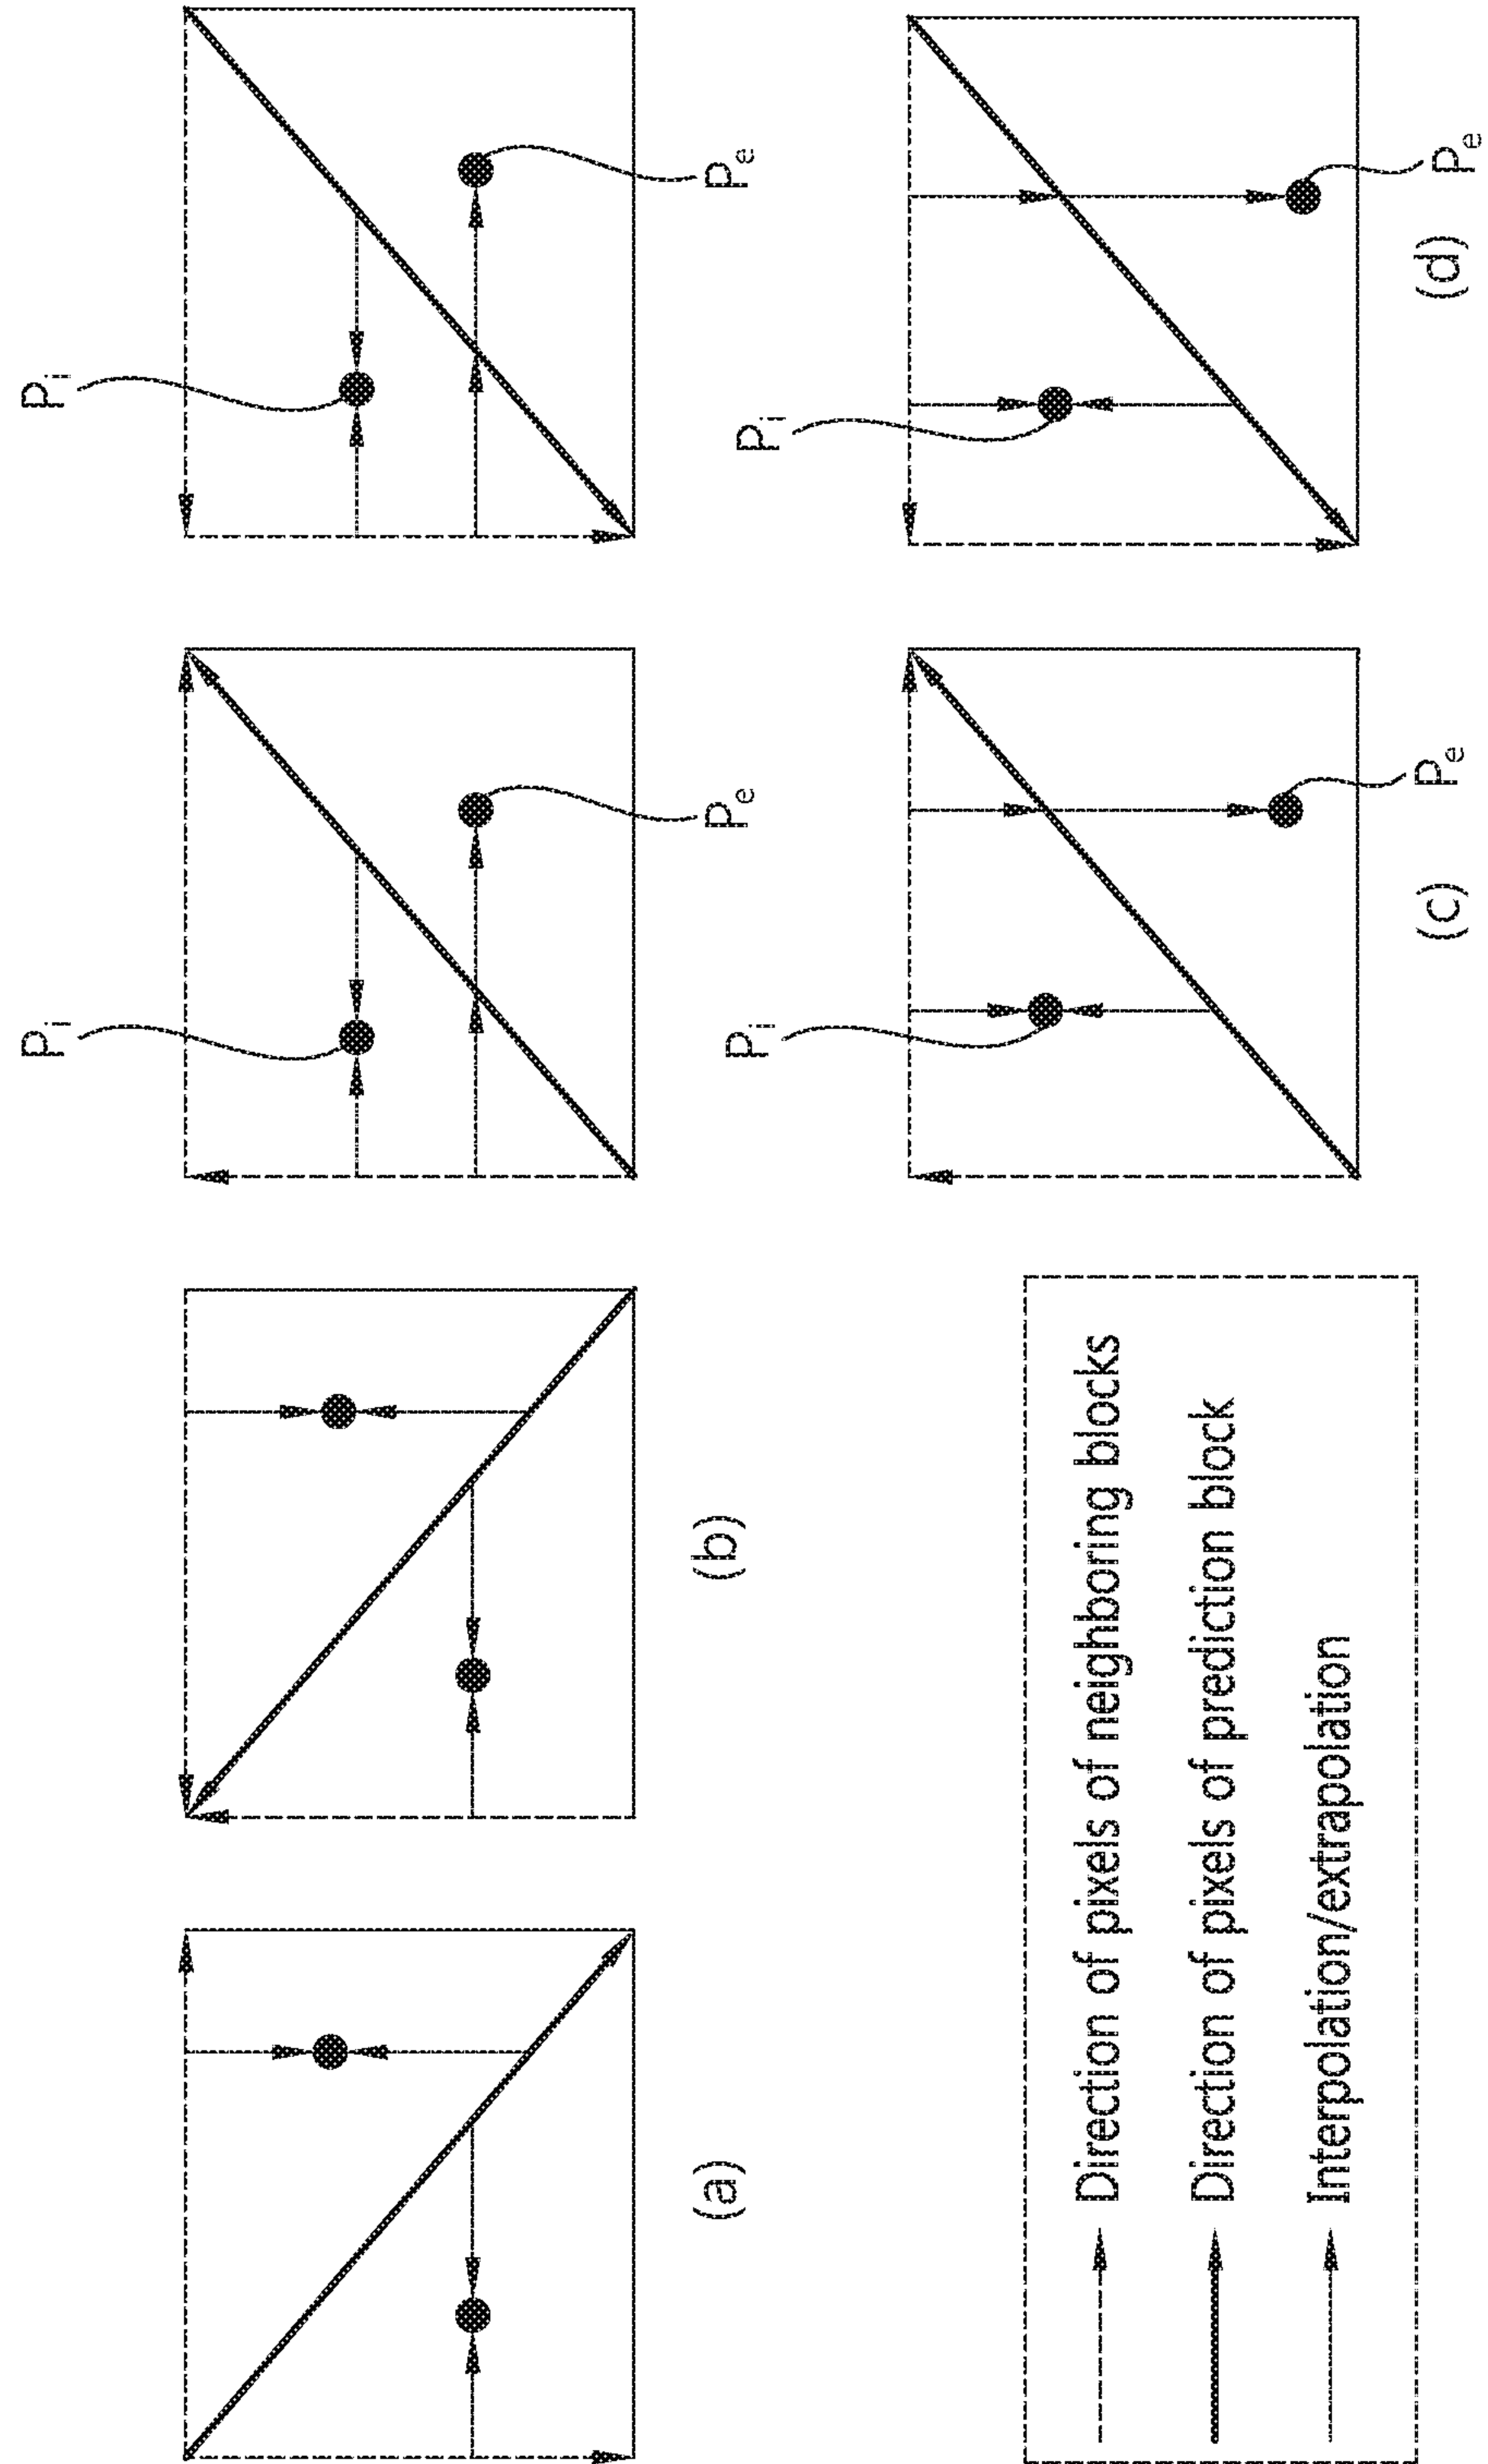 Pi
Pi
Pe
Pe
(a)
(b)
Pi
Pi
Pe
Pe
(c)
(d)
Direction of pixels of neighboring blocks
Direction of pixels of prediction block
Interpolation/extrapolation